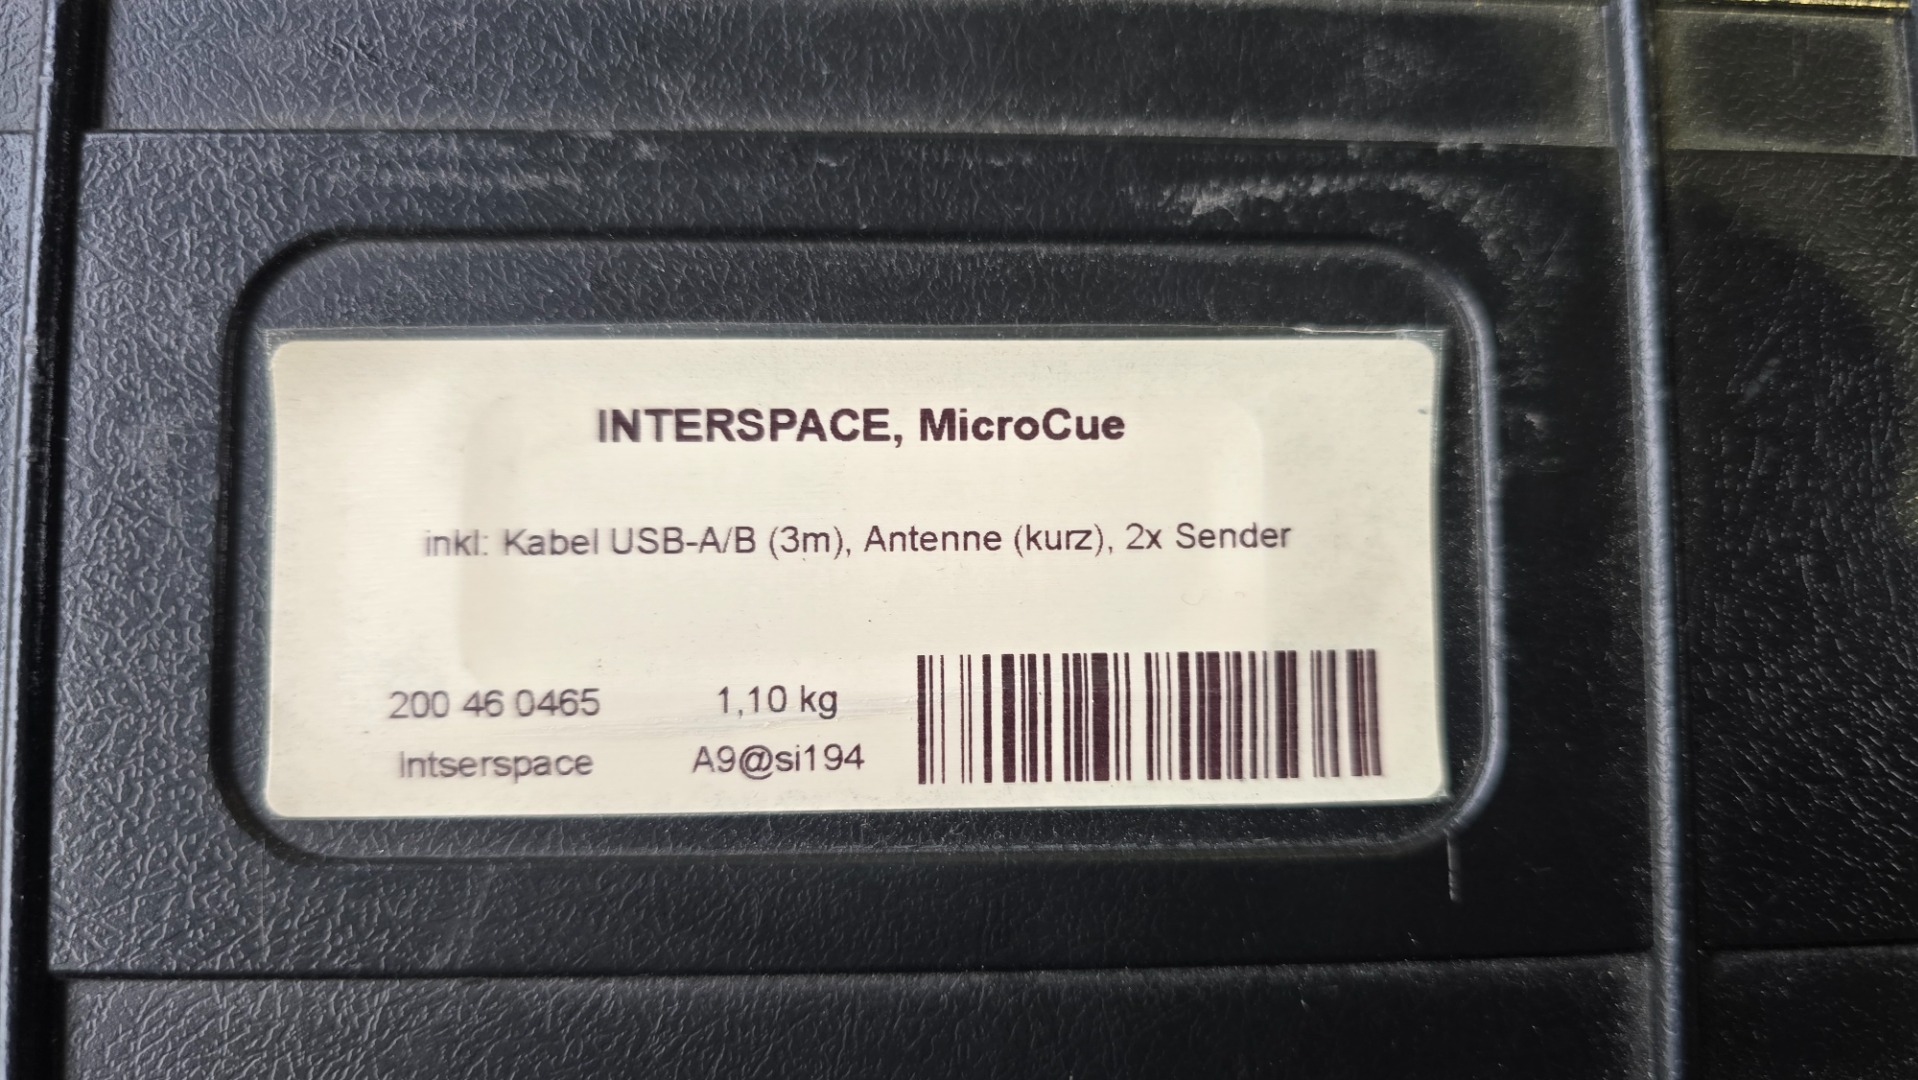 INTERSPACE, MicroCue
inkl: Kabel USB-A/B (3m), Antenne (kurz), 2x Sender
200 46 0465 1,10 kg
Intserspace A9@si194